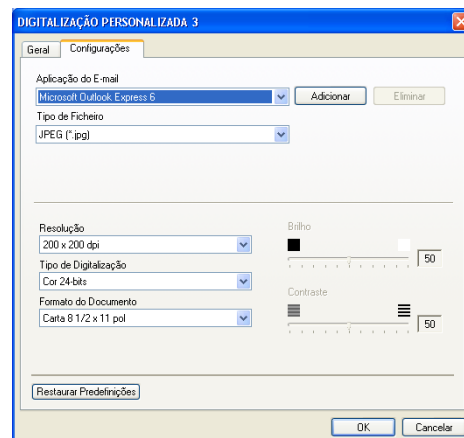 DIGITALIZAÇÃO PERSONALIZADA 3
Geral
Configurações
Aplicação do E-mail
Microsoft Outlook Express 6
Adicionar
Eliminar
Tipo de Ficheiro
JPEG (*.jpg)
Resolução
200 x 200 dpi
Tipo de Digitalização
Cor 24-bits
Formato do Documento
Carta 8 1/2 x 11 pol
Brilho
50
Contraste
50
Restaurar Predefinições
OK
Cancelar